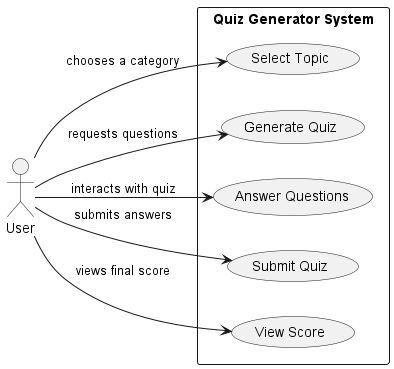 Quiz Generator System
chooses a category
Select Topic
requests questions
Generate Quiz
interacts with quiz
Answer Questions
submits answers
User
Submit Quiz
views final score
View Score